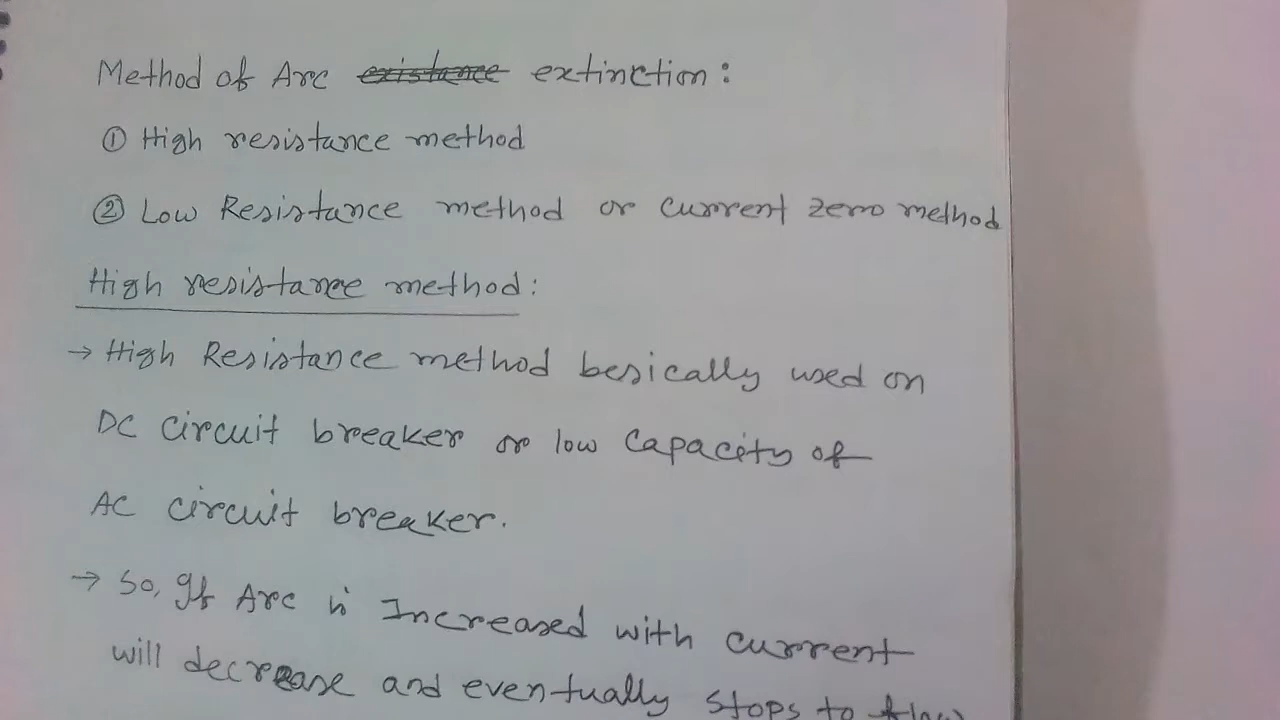 Method of Arc existence extinction:
① High resistance method
② Low Resistance method or current zero method
High resistance method:
→ High Resistance method besically used on
DC circuit breaker or low capacity of
AC circuit breaker.
→ So, If Arc is Increased with current
will decrease and eventually stops to flow